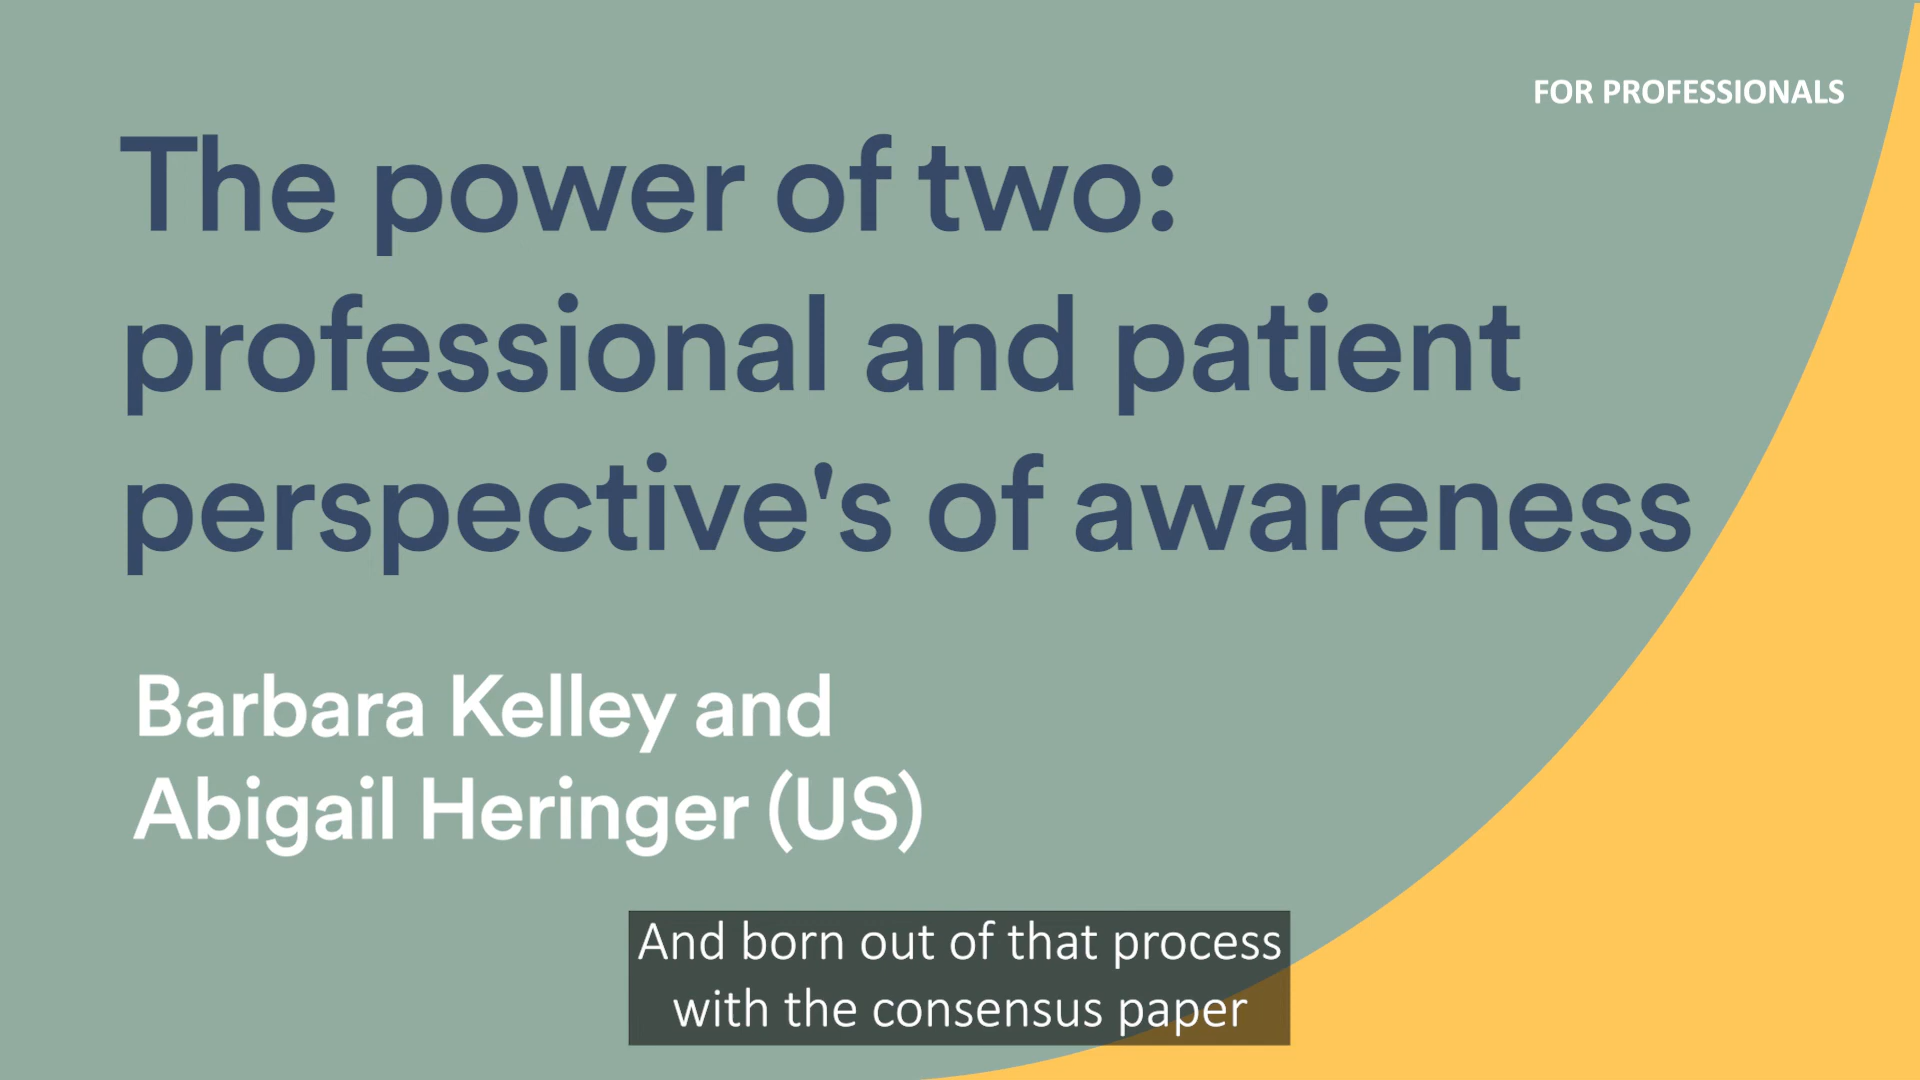 FOR PROFESSIONALS
The power of two:
professional and patient
perspective's of awareness
Barbara Kelley and
Abigail Heringer (US)
And born out of that process
with the consensus paper